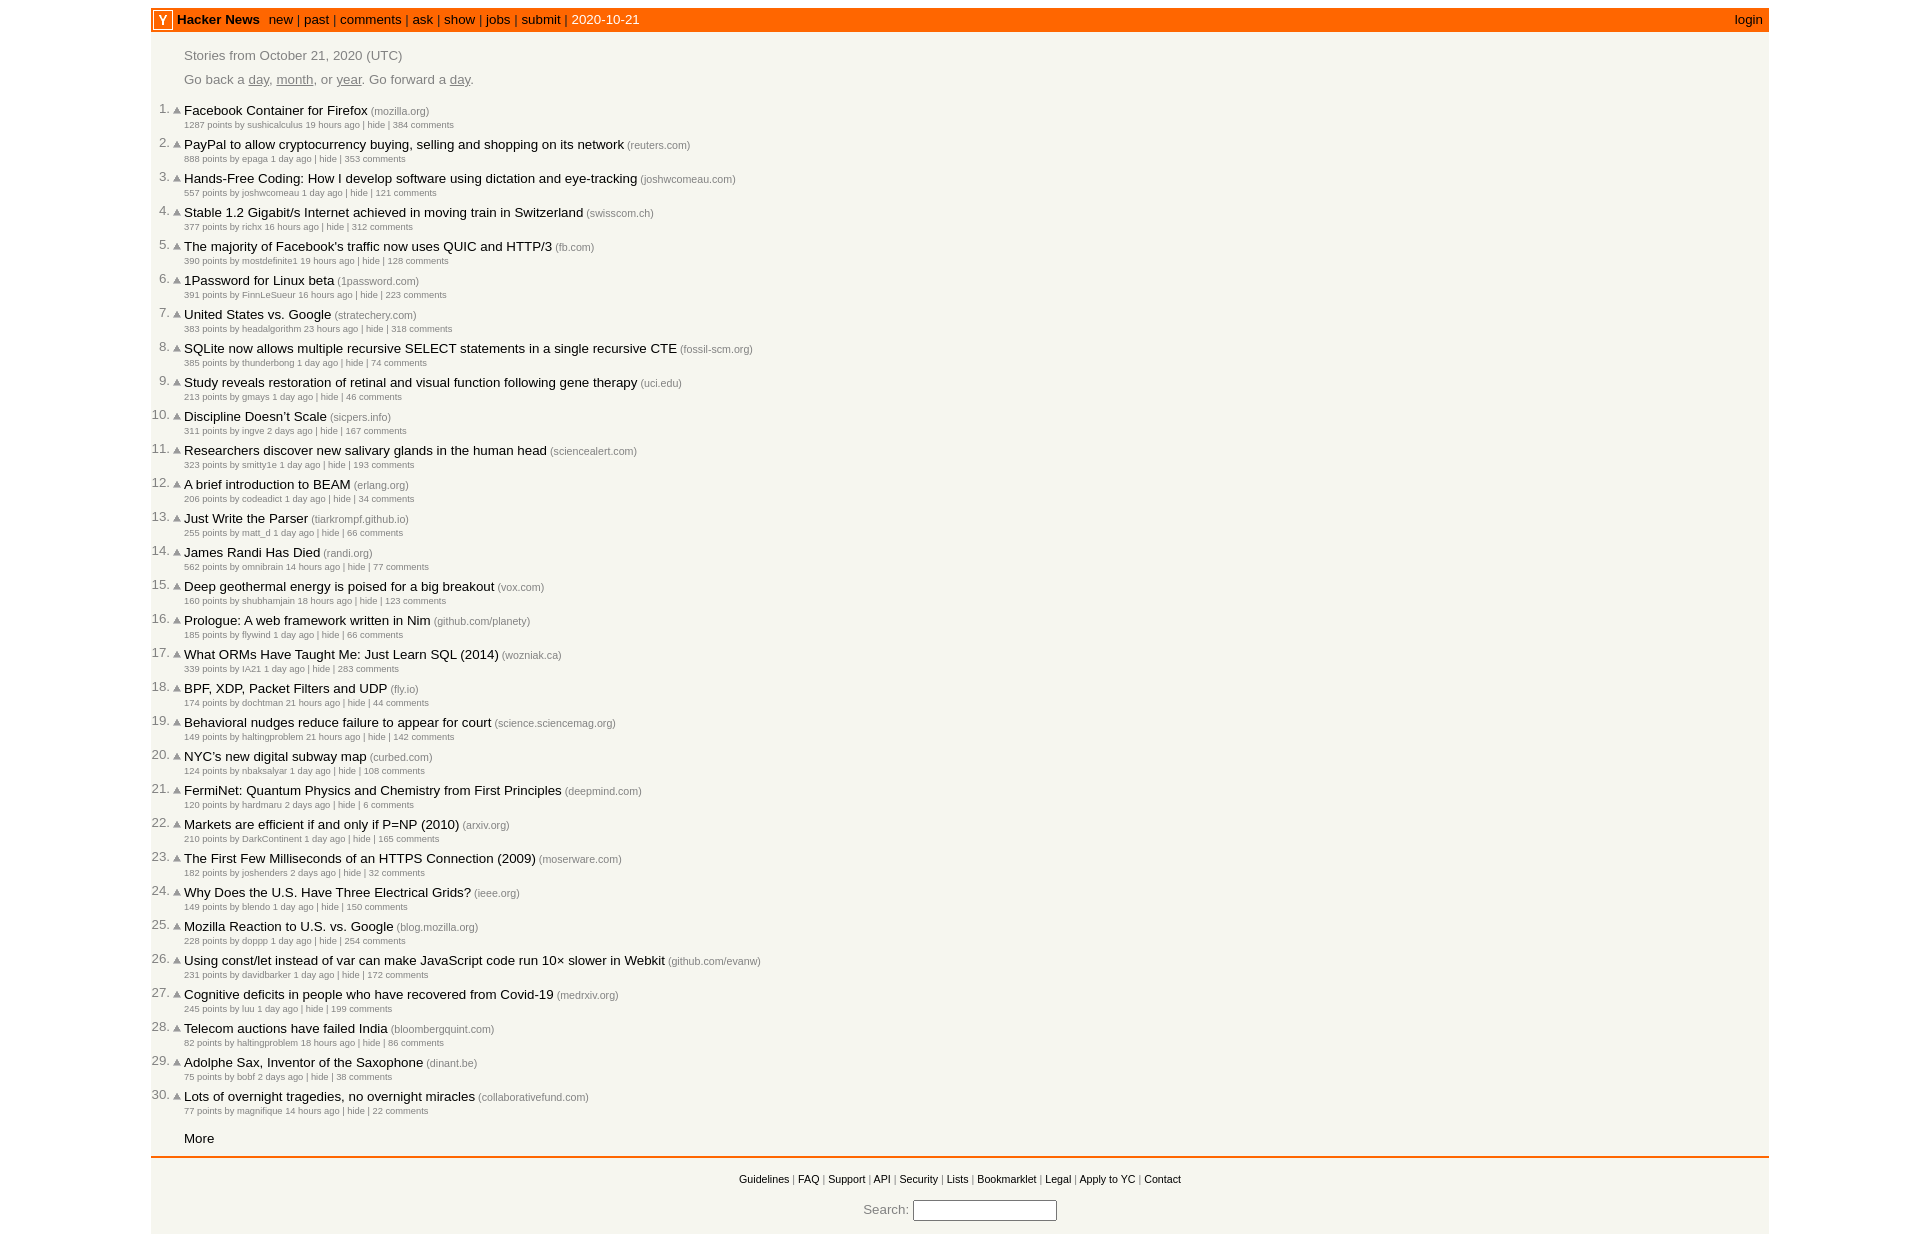 Y Hacker News new | past | comments | ask | show | jobs | submit | 2020-10-21 login
Stories from October 21, 2020 (UTC)
Go back a day, month, or year. Go forward a day.
1. Facebook Container for Firefox (mozilla.org)
1287 points by sushicalculus 19 hours ago | hide | 384 comments
2. PayPal to allow cryptocurrency buying, selling and shopping on its network (reuters.com)
888 points by epaga 1 day ago | hide | 353 comments
3. Hands-Free Coding: How I develop software using dictation and eye-tracking (joshwcomeau.com)
557 points by joshwcomeau 1 day ago | hide | 121 comments
4. Stable 1.2 Gigabit/s Internet achieved in moving train in Switzerland (swisscom.ch)
377 points by richx 16 hours ago | hide | 312 comments
5. The majority of Facebook's traffic now uses QUIC and HTTP/3 (fb.com)
390 points by mostdefinite1 19 hours ago | hide | 128 comments
6. 1Password for Linux beta (1password.com)
391 points by FinnLeSueur 16 hours ago | hide | 223 comments
7. United States vs. Google (stratechery.com)
383 points by headalgorithm 23 hours ago | hide | 318 comments
8. SQLite now allows multiple recursive SELECT statements in a single recursive CTE (fossil-scm.org)
385 points by thunderbong 1 day ago | hide | 74 comments
9. Study reveals restoration of retinal and visual function following gene therapy (uci.edu)
213 points by gmays 1 day ago | hide | 46 comments
10. Discipline Doesn’t Scale (sicpers.info)
311 points by ingve 2 days ago | hide | 167 comments
11. Researchers discover new salivary glands in the human head (sciencealert.com)
323 points by smitty1e 1 day ago | hide | 193 comments
12. A brief introduction to BEAM (erlang.org)
206 points by codeadict 1 day ago | hide | 34 comments
13. Just Write the Parser (tiarkrompf.github.io)
255 points by matt_d 1 day ago | hide | 66 comments
14. James Randi Has Died (randi.org)
562 points by omnibrain 14 hours ago | hide | 77 comments
15. Deep geothermal energy is poised for a big breakout (vox.com)
160 points by shubhamjain 18 hours ago | hide | 123 comments
16. Prologue: A web framework written in Nim (github.com/planety)
185 points by flywind 1 day ago | hide | 66 comments
17. What ORMs Have Taught Me: Just Learn SQL (2014) (wozniak.ca)
339 points by IA21 1 day ago | hide | 283 comments
18. BPF, XDP, Packet Filters and UDP (fly.io)
174 points by dochtman 21 hours ago | hide | 44 comments
19. Behavioral nudges reduce failure to appear for court (science.sciencemag.org)
149 points by haltingproblem 21 hours ago | hide | 142 comments
20. NYC’s new digital subway map (curbed.com)
124 points by nbaksalyar 1 day ago | hide | 108 comments
21. FermiNet: Quantum Physics and Chemistry from First Principles (deepmind.com)
120 points by hardmaru 2 days ago | hide | 6 comments
22. Markets are efficient if and only if P=NP (2010) (arxiv.org)
210 points by DarkContinent 1 day ago | hide | 165 comments
23. The First Few Milliseconds of an HTTPS Connection (2009) (moserware.com)
182 points by joshenders 2 days ago | hide | 32 comments
24. Why Does the U.S. Have Three Electrical Grids? (ieee.org)
149 points by blendo 1 day ago | hide | 150 comments
25. Mozilla Reaction to U.S. vs. Google (blog.mozilla.org)
228 points by doppp 1 day ago | hide | 254 comments
26. Using const/let instead of var can make JavaScript code run 10× slower in Webkit (github.com/evanw)
231 points by davidbarker 1 day ago | hide | 172 comments
27. Cognitive deficits in people who have recovered from Covid-19 (medrxiv.org)
245 points by luu 1 day ago | hide | 199 comments
28. Telecom auctions have failed India (bloombergquint.com)
82 points by haltingproblem 18 hours ago | hide | 86 comments
29. Adolphe Sax, Inventor of the Saxophone (dinant.be)
75 points by bobf 2 days ago | hide | 38 comments
30. Lots of overnight tragedies, no overnight miracles (collaborativefund.com)
77 points by magnifique 14 hours ago | hide | 22 comments
More
Guidelines | FAQ | Support | API | Security | Lists | Bookmarklet | Legal | Apply to YC | Contact
Search: